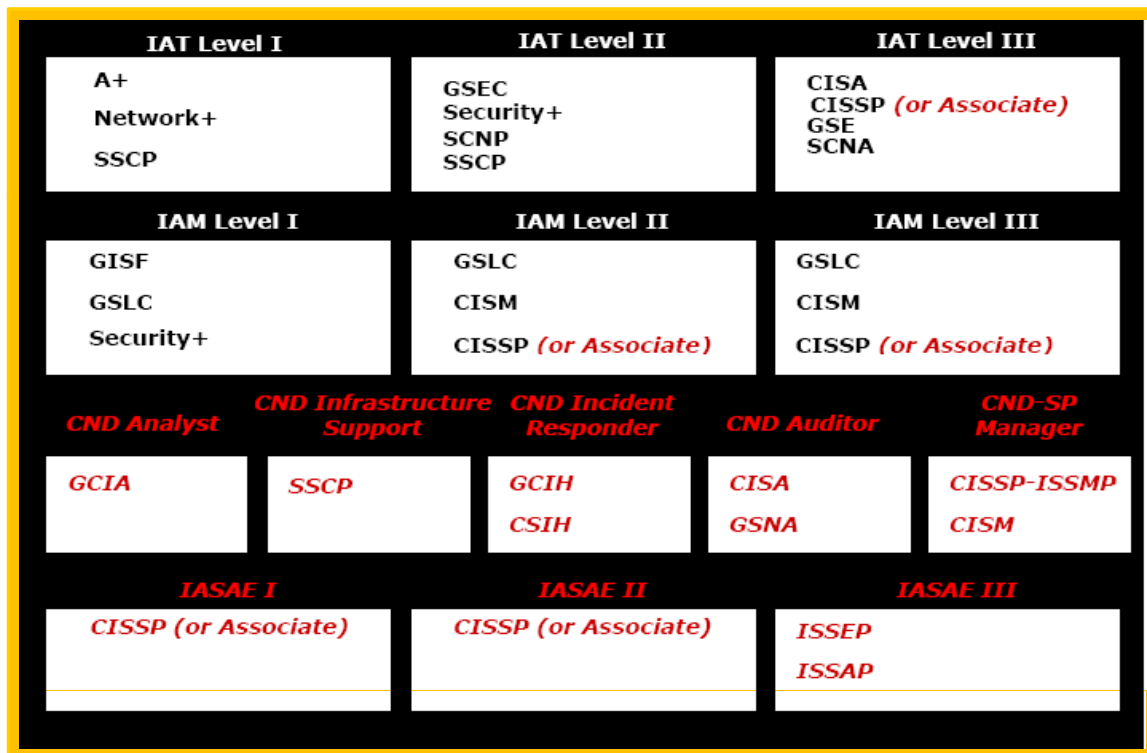 IAT Level I
A+
Network+
SSCP
IAT Level II
GSEC
Security+
SCNP
SSCP
IAT Level III
CISA
CISSP (or Associate)
GSE
SCNA
IAM Level I
GISF
GSLC
Security+
IAM Level II
GSLC
CISM
CISSP (or Associate)
IAM Level III
GSLC
CISM
CISSP (or Associate)
CND Analyst
GCIA
CND Infrastructure
Support
SSCP
CND Incident
Responder
GCIH
CSIH
CND Auditor
CISA
GSNA
CND-SP
Manager
CISSP-ISSMP
CISM
IASAE I
CISSP (or Associate)
IASAE II
CISSP (or Associate)
IASAE III
ISSEP
ISSAP